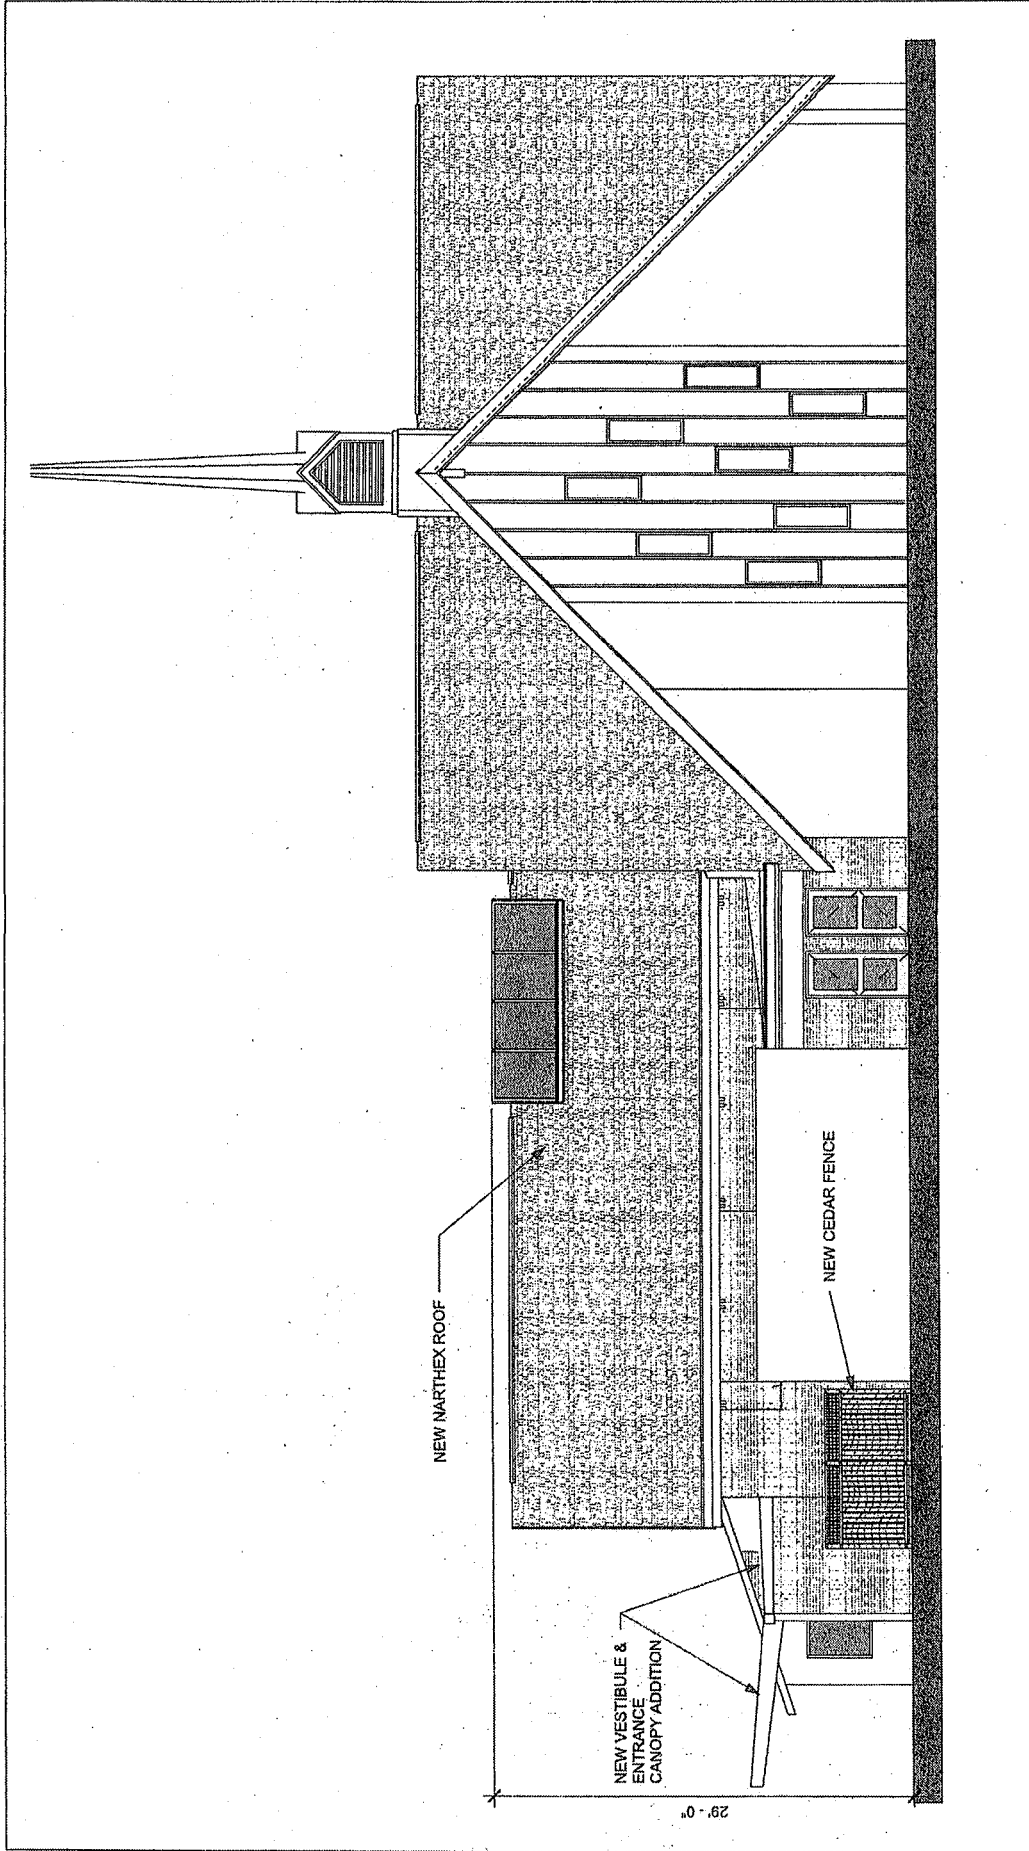 NEW NARTHEX ROOF
NEW VESTIBULE &
ENTRANCE
CANOPY ADDITION
NEW CEDAR FENCE
29' - 0"